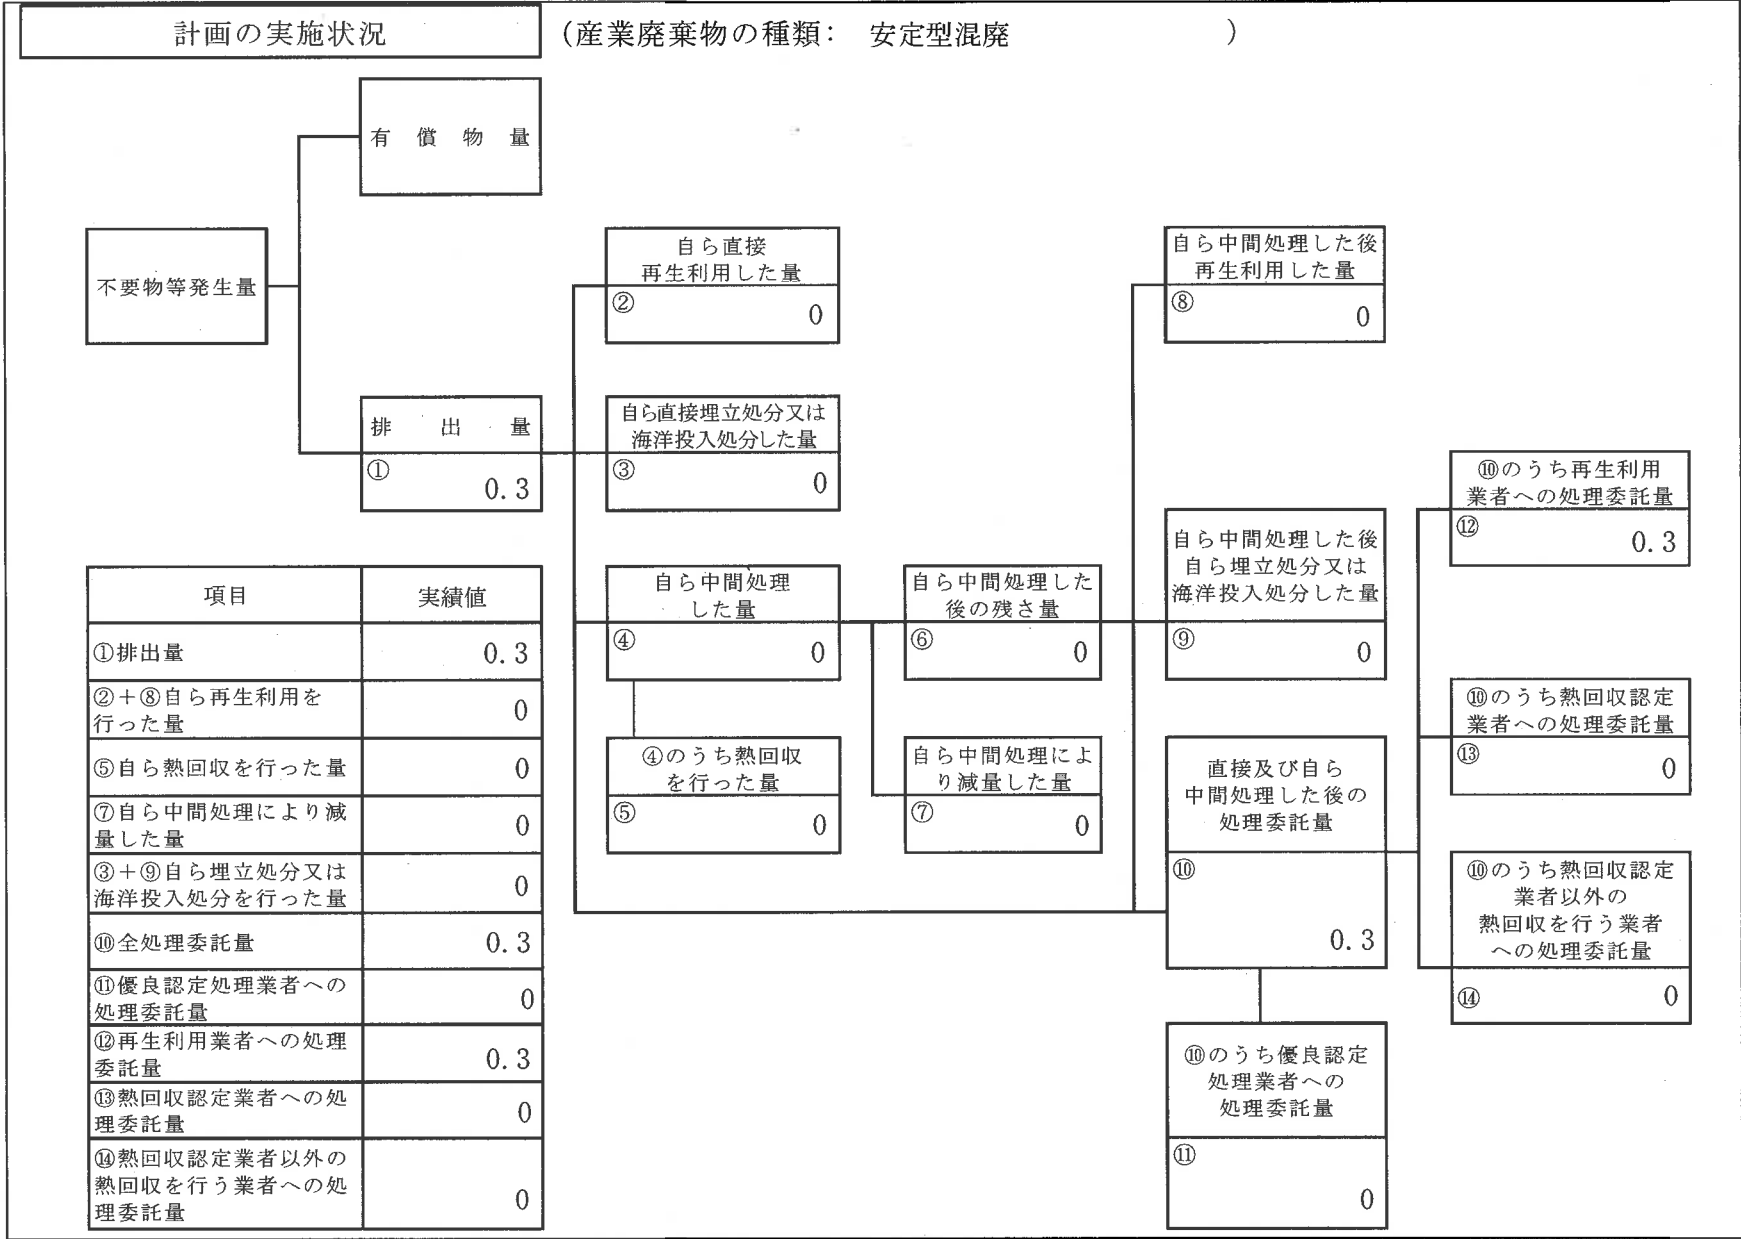 計画の実施状況
(産業廃棄物の種類： 安定型混廃 )
有償物量
不要物等発生量
排出量
①
0.3
自ら直接
再生利用した量
②
0
自ら直接埋立処分又は
海洋投入処分した量
③
0
自ら中間処理
した量
④
0
④のうち熱回収
を行った量
⑤
0
自ら中間処理した
後の残さ量
⑥
0
自ら中間処理によ
り減量した量
⑦
0
自ら中間処理した後
再生利用した量
⑧
0
自ら中間処理した後
自ら埋立処分又は
海洋投入処分した量
⑨
0
直接及び自ら
中間処理した後の
処理委託量
⑩
0.3
⑩のうち優良認定
処理業者への
処理委託量
⑪
0
⑩のうち再生利用
業者への処理委託量
⑫
0.3
⑩のうち熱回収認定
業者への処理委託量
⑬
0
⑩のうち熱回収認定
業者以外の
熱回収を行う業者
への処理委託量
⑭
0
項目 実績値
①排出量 0.3
②＋⑧自ら再生利用を
行った量
0
⑤自ら熱回収を行った量 0
⑦自ら中間処理により減
量した量
0
③＋⑨自ら埋立処分又は
海洋投入処分を行った量
0
⑩全処理委託量 0.3
⑪優良認定処理業者への
処理委託量
0
⑫再生利用業者への処理
委託量
0.3
⑬熱回収認定業者への処
理委託量
0
⑭熱回収認定業者以外の
熱回収を行う業者への処
理委託量
0